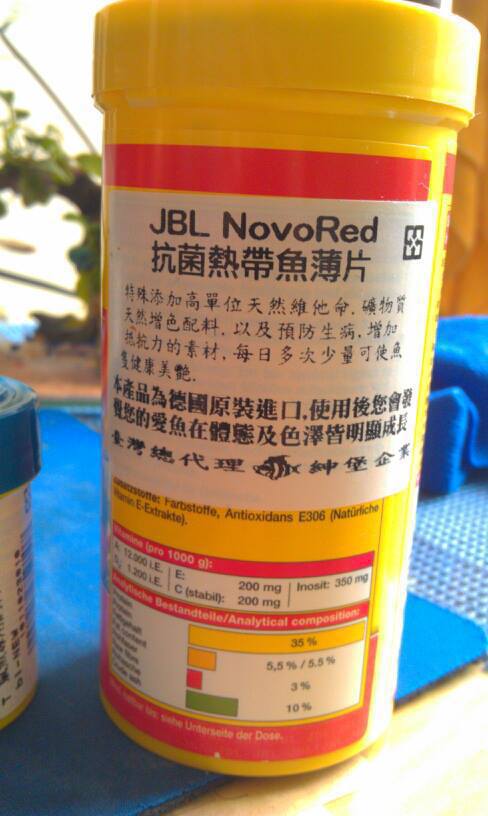 JBL NovoRed
抗菌熱帶魚薄片
特殊添加高單位天然維他命.礦物質
天然增色配料.以及預防生病.增加
抵抗力的素材.每日多次少量可使魚
隻健康美艷.
本產品為德國原裝進口.使用後您會發
覺您的愛魚在體態及色澤皆明顯成長
臺灣總代理 紳堡企業
Zusatzstoffe: Farbstoffe, Antioxidans E306 (Natürliche
Vitamin E-Extrakte).
Vitamine (pro 1000 g):
A: 12.000 i.E. E: 200 mg Inosit: 350 mg
D3: 1.200 i.E. C (stabil): 200 mg
Analytische Bestandteile/Analytical composition:
35 %
5,5 % / 5.5 %
3 %
10 %
siehe Unterseite der Dose.